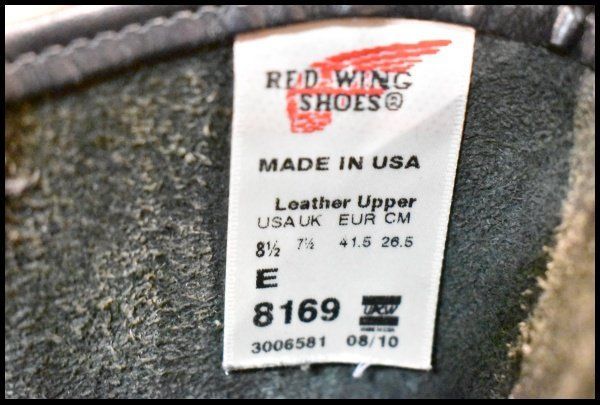 RED WING
SHOES®
MADE IN USA
Leather Upper
USA UK EUR CM
8½ 7½ 41.5 26.5
E
8169
UFCW
3006581 08/10